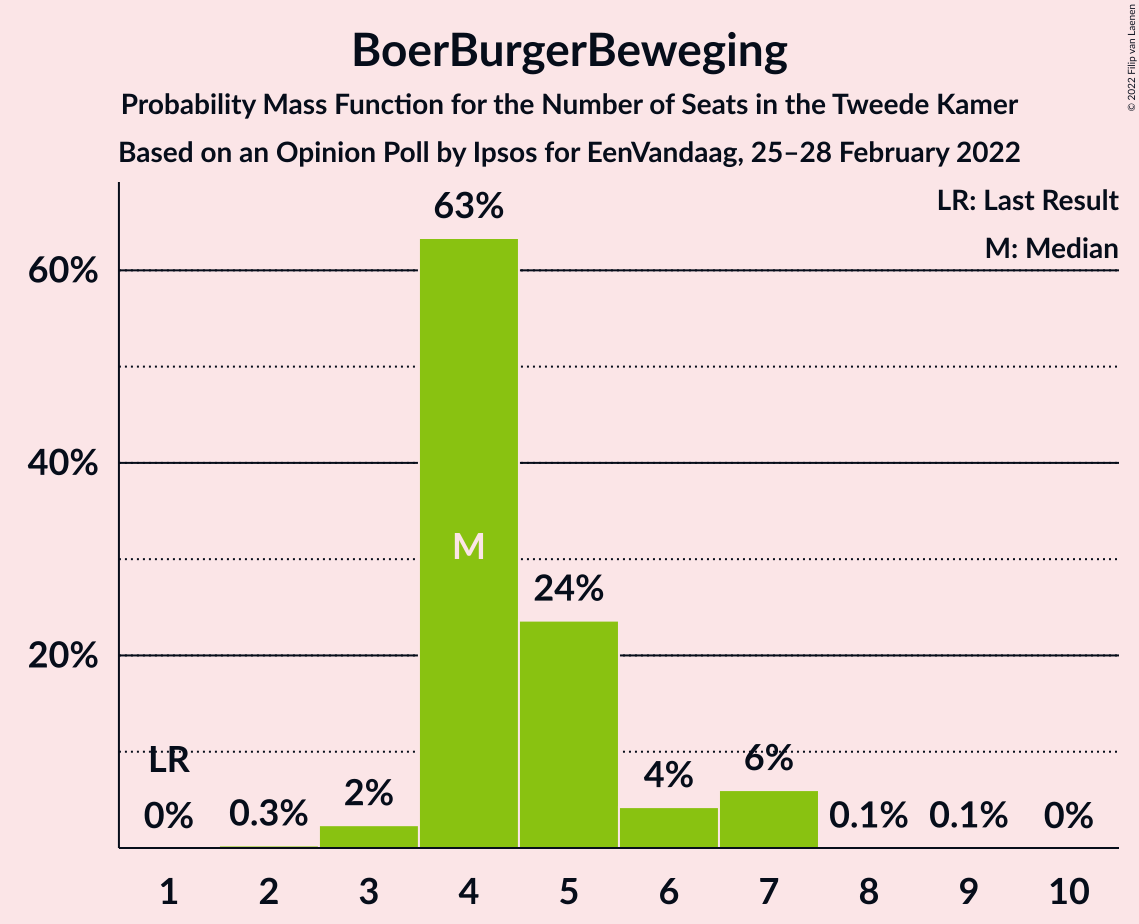 BoerBurgerBeweging
Probability Mass Function for the Number of Seats in the Tweede Kamer
Based on an Opinion Poll by Ipsos for EenVandaag, 25–28 February 2022
© 2022 Filip van Laenen
LR: Last Result
M: Median
60%
40%
20%
LR
0%
0.3%
2%
63%
M
24%
4%
6%
0.1%
0.1%
0%
1 2 3 4 5 6 7 8 9 10